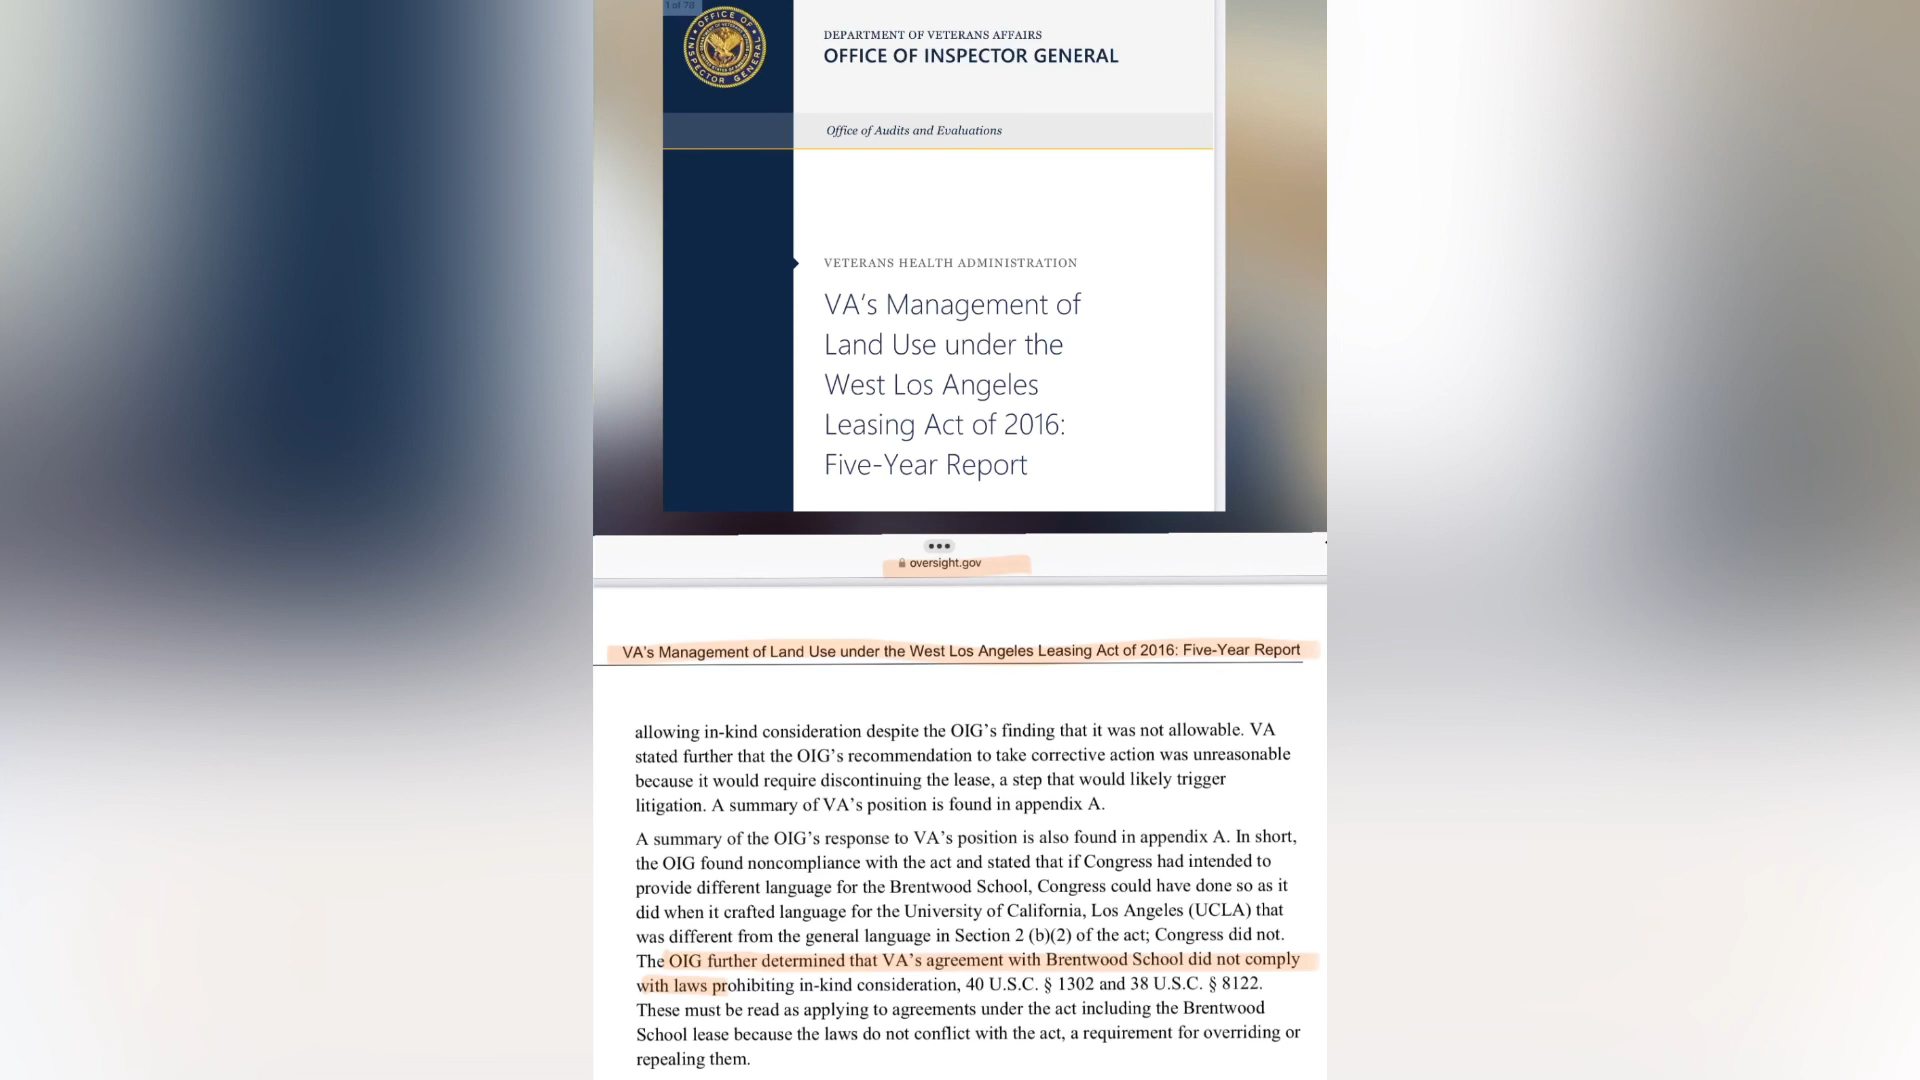 1 of 78
OFFICE OF
INSPECTOR GENERAL
DEPARTMENT OF VETERANS AFFAIRS
OFFICE OF INSPECTOR GENERAL
Office of Audits and Evaluations
VETERANS HEALTH ADMINISTRATION
VA’s Management of
Land Use under the
West Los Angeles
Leasing Act of 2016:
Five-Year Report
oversight.gov
VA’s Management of Land Use under the West Los Angeles Leasing Act of 2016: Five-Year Report
allowing in-kind consideration despite the OIG’s finding that it was not allowable. VA
stated further that the OIG’s recommendation to take corrective action was unreasonable
because it would require discontinuing the lease, a step that would likely trigger
litigation. A summary of VA’s position is found in appendix A.
A summary of the OIG’s response to VA’s position is also found in appendix A. In short,
the OIG found noncompliance with the act and stated that if Congress had intended to
provide different language for the Brentwood School, Congress could have done so as it
did when it crafted language for the University of California, Los Angeles (UCLA) that
was different from the general language in Section 2 (b)(2) of the act; Congress did not.
The OIG further determined that VA’s agreement with Brentwood School did not comply
with laws prohibiting in-kind consideration, 40 U.S.C. § 1302 and 38 U.S.C. § 8122.
These must be read as applying to agreements under the act including the Brentwood
School lease because the laws do not conflict with the act, a requirement for overriding or
repealing them.